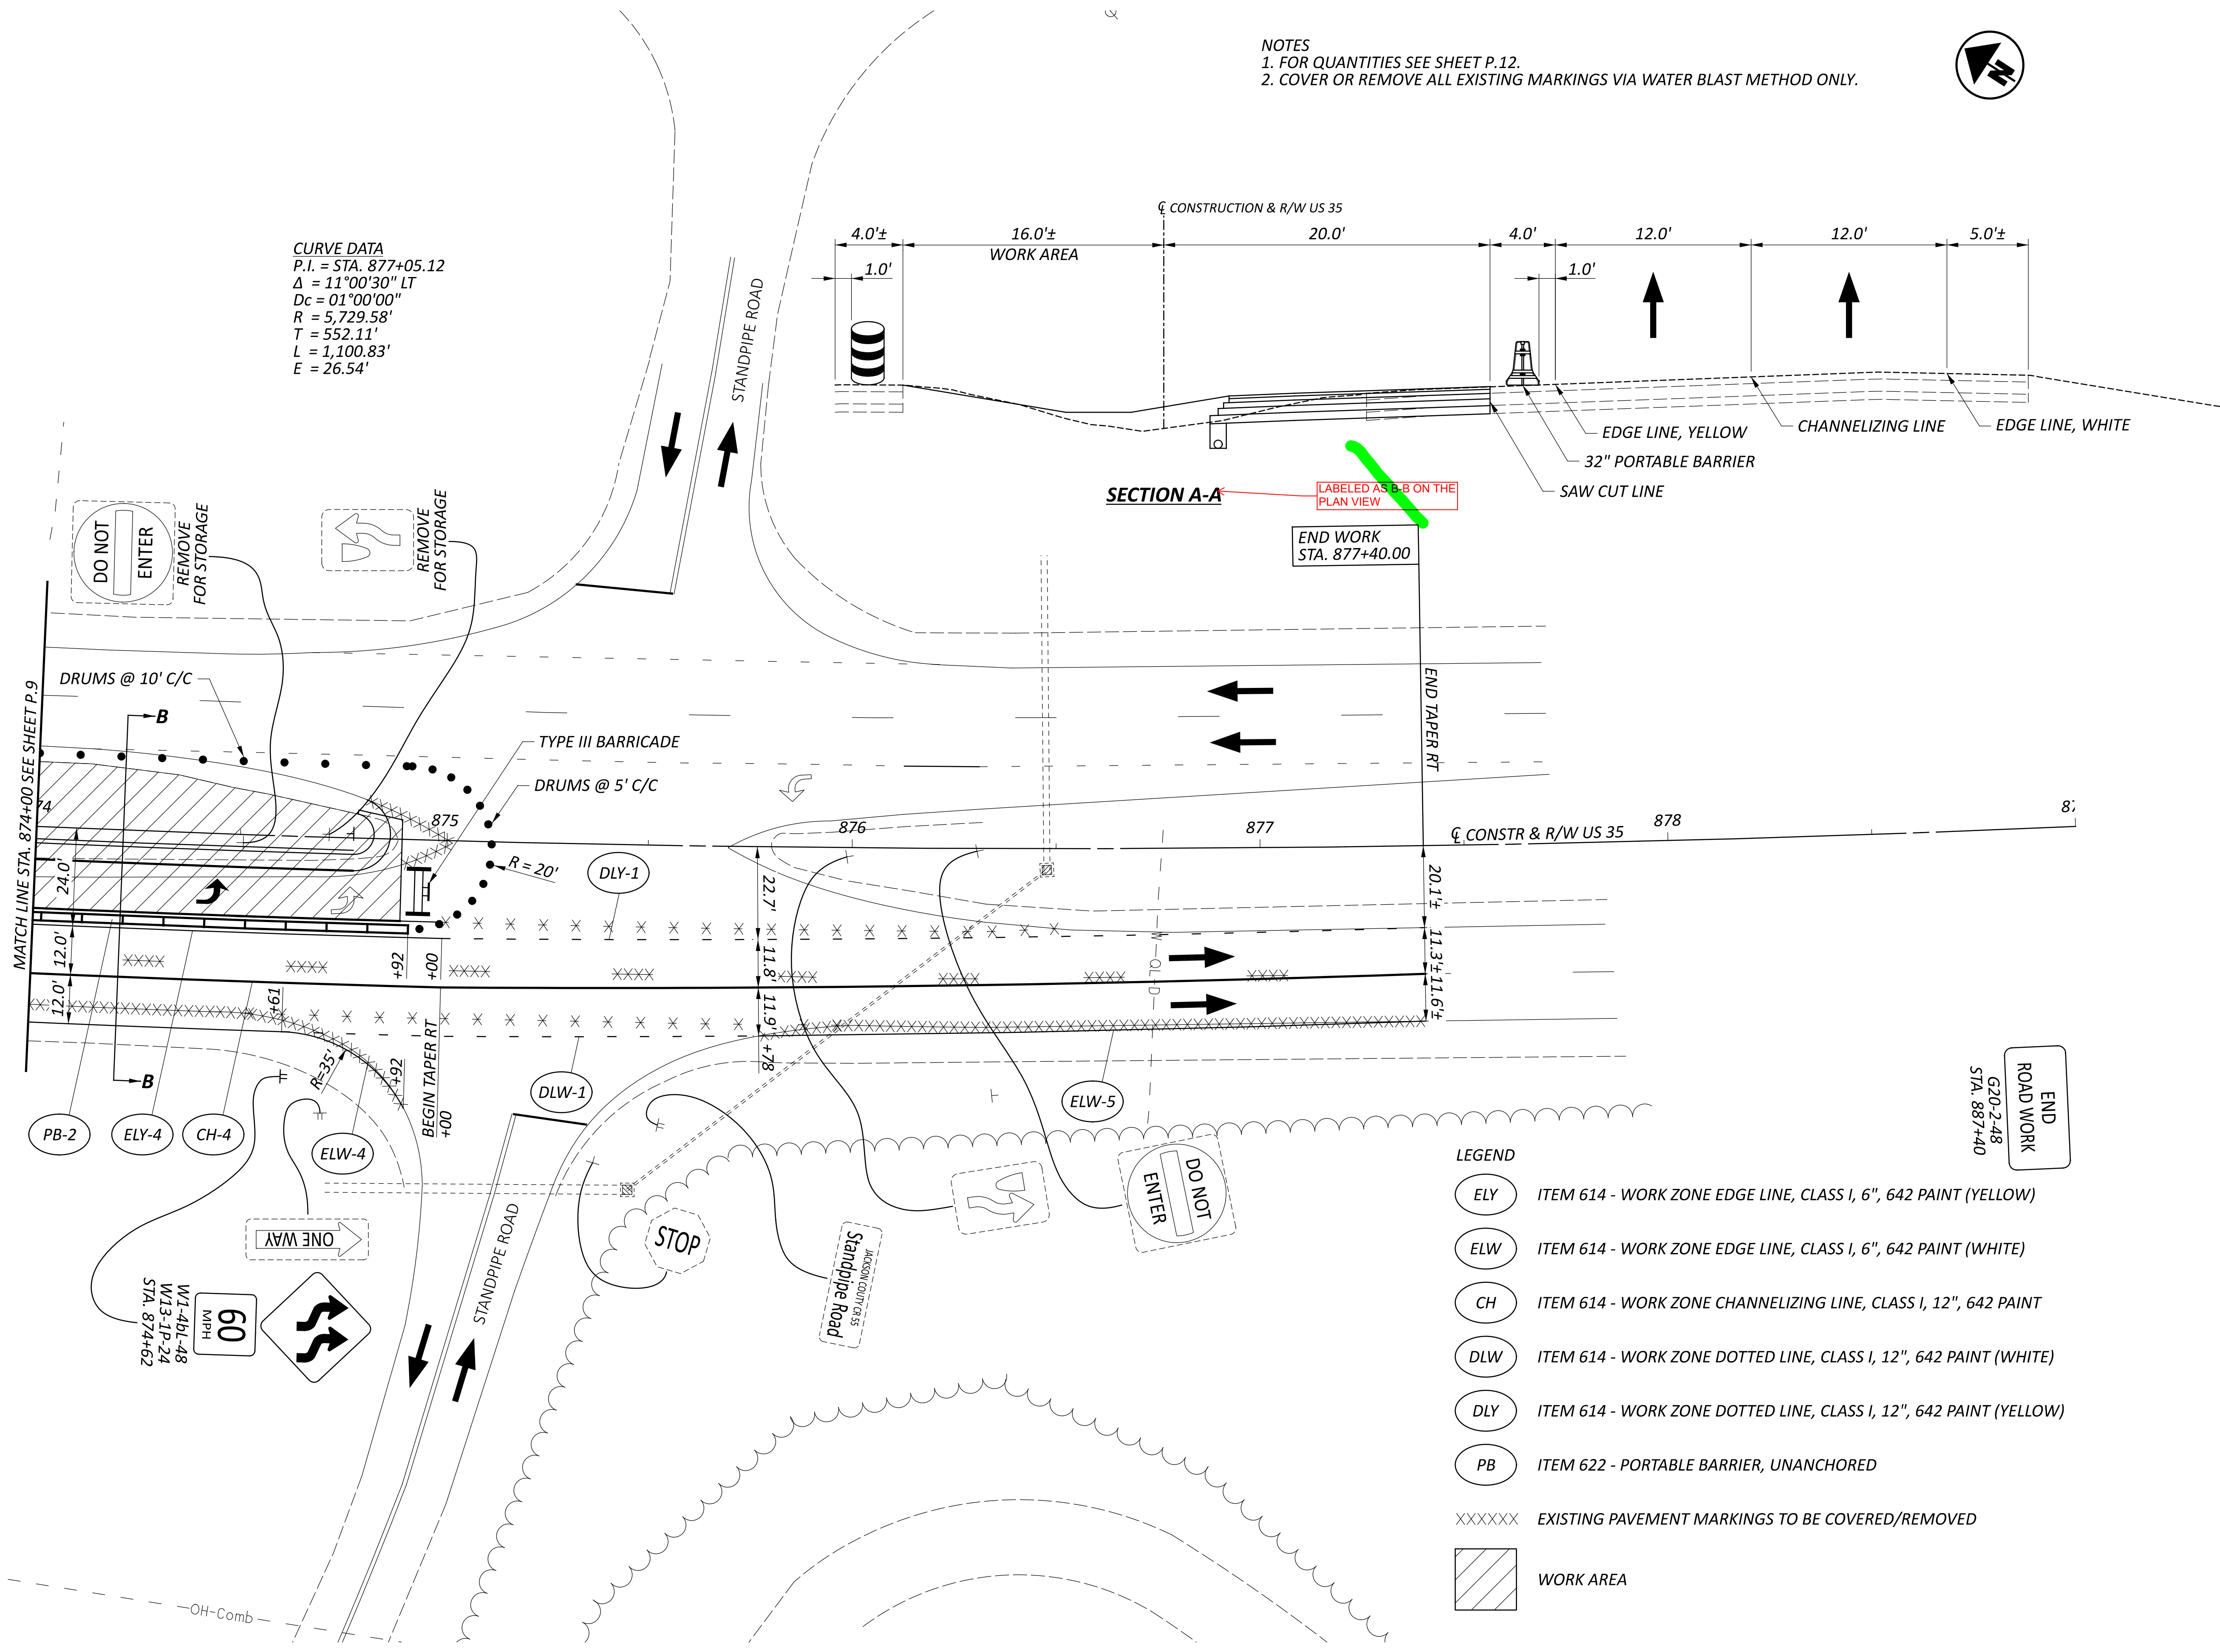 NOTES
1. FOR QUANTITIES SEE SHEET P.12.
2. COVER OR REMOVE ALL EXISTING MARKINGS VIA WATER BLAST METHOD ONLY.
N
CURVE DATA
P.I. = STA. 877+05.12
Δ = 11°00'30" LT
Dc = 01°00'00"
R = 5,729.58'
T = 552.11'
L = 1,100.83'
E = 26.54'
℄ CONSTRUCTION & R/W US 35
4.0'±
16.0'±
20.0'
4.0'
12.0'
12.0'
5.0'±
WORK AREA
1.0'
1.0'
EDGE LINE, YELLOW
CHANNELIZING LINE
EDGE LINE, WHITE
32" PORTABLE BARRIER
SAW CUT LINE
SECTION A-A
LABELED AS B-B ON THE
PLAN VIEW
END WORK
STA. 877+40.00
STANDPIPE ROAD
DO NOT
ENTER
REMOVE
FOR STORAGE
REMOVE
FOR STORAGE
MATCH LINE STA. 874+00 SEE SHEET P.9
DRUMS @ 10' C/C
B
TYPE III BARRICADE
DRUMS @ 5' C/C
END TAPER RT
74
875
876
877
878
℄ CONSTR & R/W US 35
R = 20'
DLY-1
24.0'
22.7'
20.1'±
12.0'
11.8'
11.3'±
12.0'
11.9'
11.6'±
+92
+00
+61
+92
+78
R=35'
BEGIN TAPER RT
+00
B
PB-2
ELY-4
CH-4
ELW-4
DLW-1
ELW-5
ONE WAY
W1-4bL-48
W13-1P-24
STA. 874+62
60
MPH
STANDPIPE ROAD
STOP
JACKSON COUTY CR 55
Standpipe Road
DO NOT
ENTER
END
ROAD WORK
G20-2-48
STA. 887+40
OH-Comb
LEGEND
ELY ITEM 614 - WORK ZONE EDGE LINE, CLASS I, 6", 642 PAINT (YELLOW)
ELW ITEM 614 - WORK ZONE EDGE LINE, CLASS I, 6", 642 PAINT (WHITE)
CH ITEM 614 - WORK ZONE CHANNELIZING LINE, CLASS I, 12", 642 PAINT
DLW ITEM 614 - WORK ZONE DOTTED LINE, CLASS I, 12", 642 PAINT (WHITE)
DLY ITEM 614 - WORK ZONE DOTTED LINE, CLASS I, 12", 642 PAINT (YELLOW)
PB ITEM 622 - PORTABLE BARRIER, UNANCHORED
XXXXXX EXISTING PAVEMENT MARKINGS TO BE COVERED/REMOVED
WORK AREA